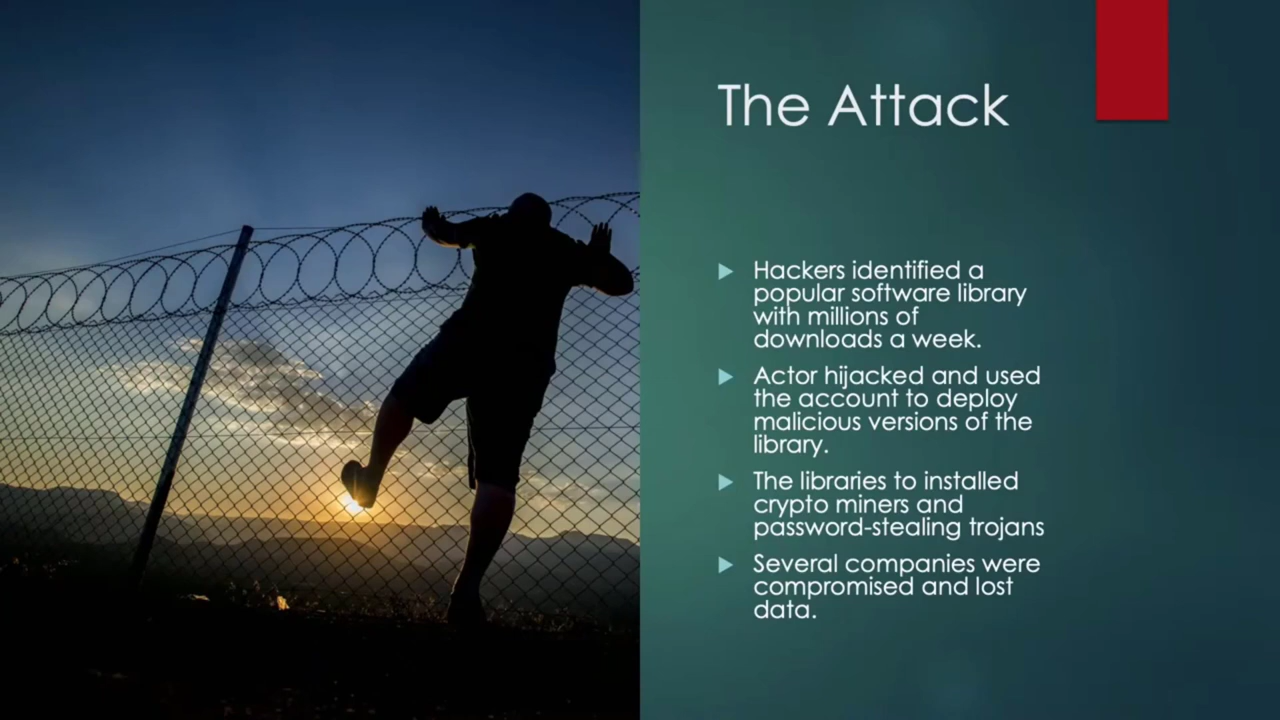 The Attack
Hackers identified a
popular software library
with millions of
downloads a week.
Actor hijacked and used
the account to deploy
malicious versions of the
library.
The libraries to installed
crypto miners and
password-stealing trojans
Several companies were
compromised and lost
data.